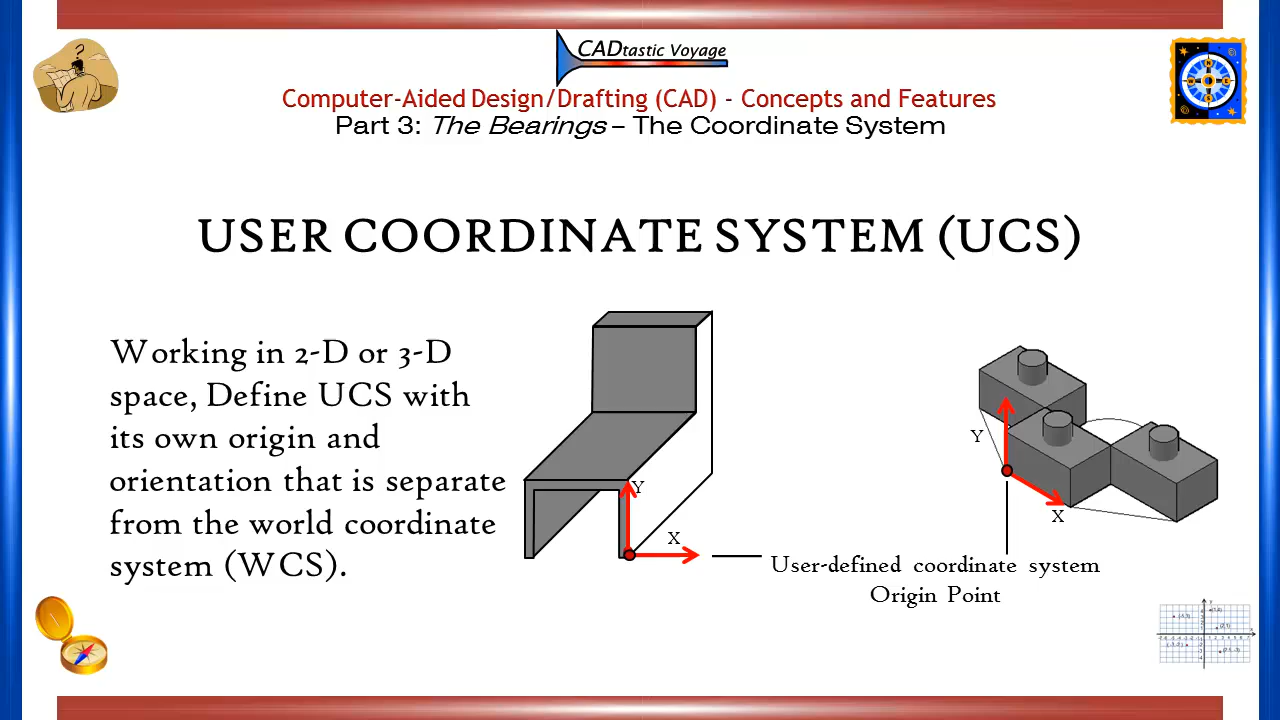 CADtastic Voyage
Computer-Aided Design/Drafting (CAD) - Concepts and Features
Part 3: The Bearings – The Coordinate System
USER COORDINATE SYSTEM (UCS)
Working in 2-D or 3-D
space, Define UCS with
its own origin and
orientation that is separate
from the world coordinate
system (WCS).
Y
X
Y
X
User-defined coordinate system
Origin Point